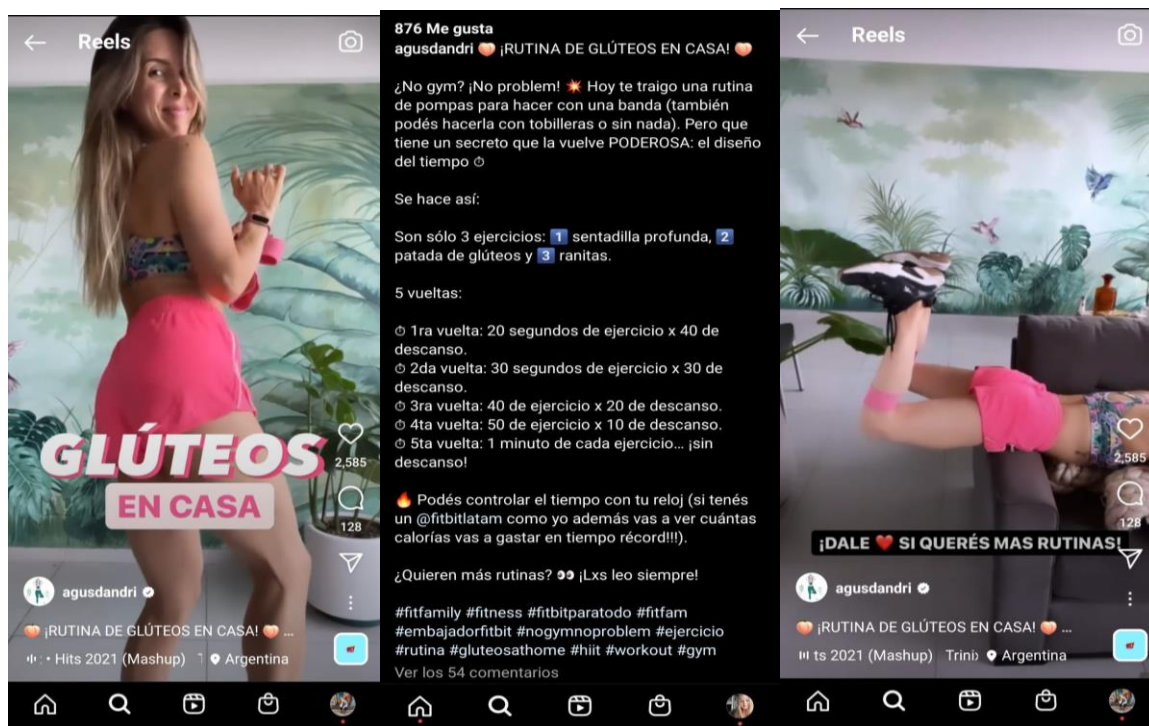 Reels
GLÚTEOS
EN CASA
2,585
128
agusdandri
¡RUTINA DE GLÚTEOS EN CASA! ...
• Hits 2021 (Mashup)
Argentina
876 Me gusta
agusdandri 🍑 ¡RUTINA DE GLÚTEOS EN CASA! 🍑
¿No gym? ¡No problem! 💥 Hoy te traigo una rutina
de pompas para hacer con una banda (también
podés hacerla con tobilleras o sin nada). Pero que
tiene un secreto que la vuelve PODEROSA: el diseño
del tiempo ⏱
Se hace así:
Son sólo 3 ejercicios: 1️⃣ sentadilla profunda, 2️⃣
patada de glúteos y 3️⃣ ranitas.
5 vueltas:
⏱ 1ra vuelta: 20 segundos de ejercicio x 40 de
descanso.
⏱ 2da vuelta: 30 segundos de ejercicio x 30 de
descanso.
⏱ 3ra vuelta: 40 de ejercicio x 20 de descanso.
⏱ 4ta vuelta: 50 de ejercicio x 10 de descanso.
⏱ 5ta vuelta: 1 minuto de cada ejercicio... ¡sin
descanso!
🔥 Podés controlar el tiempo con tu reloj (si tenés
un @fitbitlatam como yo además vas a ver cuántas
calorías vas a gastar en tiempo récord!!!).
¿Quieren más rutinas? 👀 ¡Lxs leo siempre!
#fitfamily #fitness #fitbitparatodo #fitfam
#embajadorfitbit #nogymnoproblem #ejercicio
#rutina #gluteosathome #hiit #workout #gym
Ver los 54 comentarios
Reels
2,585
128
¡DALE ❤️ SI QUERÉS MAS RUTINAS!
agusdandri
🍑 ¡RUTINA DE GLÚTEOS EN CASA! 🍑 ...
ts 2021 (Mashup)
Argentina